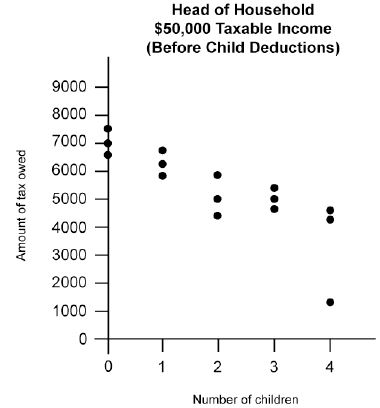 Head of Household
$50,000 Taxable Income
(Before Child Deductions)
Amount of tax owed
9000
8000
7000
6000
5000
4000
3000
2000
1000
0
0 1 2 3 4
Number of children